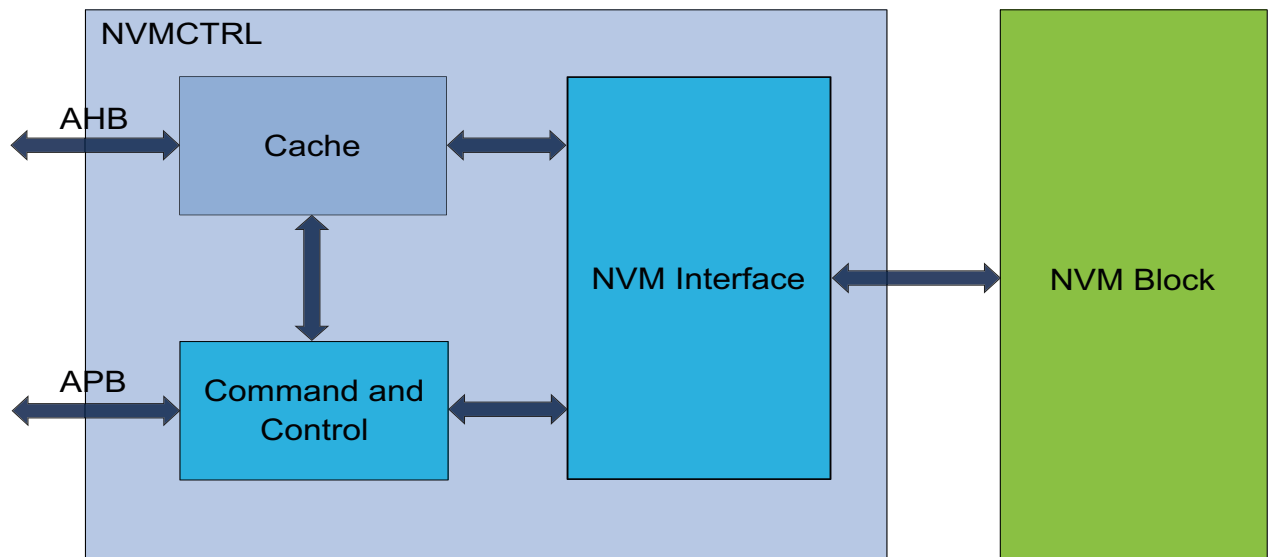 NVMCTRL
AHB
Cache
NVM Interface
NVM Block
APB
Command and
Control